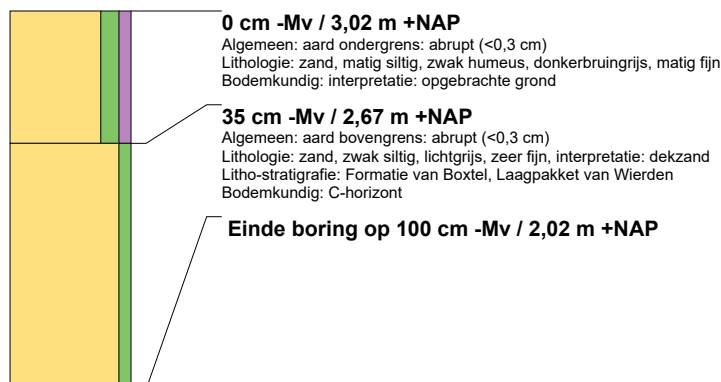 0 cm -Mv / 3,02 m +NAP
Algemeen: aard ondergrens: abrupt (<0,3 cm)
Lithologie: zand, matig siltig, zwak humeus, donkerbruingrijs, matig fijn
Bodemkundig: interpretatie: opgebrachte grond
35 cm -Mv / 2,67 m +NAP
Algemeen: aard bovengrens: abrupt (<0,3 cm)
Lithologie: zand, zwak siltig, lichtgrijs, zeer fijn, interpretatie: dekzand
Litho-stratigrafie: Formatie van Boxtel, Laagpakket van Wierden
Bodemkundig: C-horizont
Einde boring op 100 cm -Mv / 2,02 m +NAP